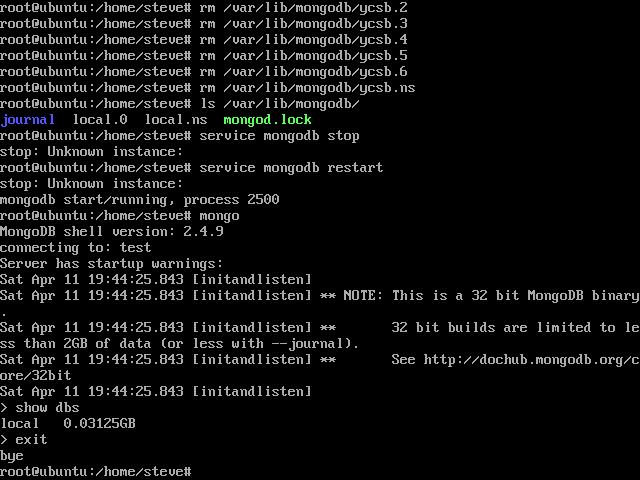 root@ubuntu:/home/steve# rm /var/lib/mongodb/ycsb.2
root@ubuntu:/home/steve# rm /var/lib/mongodb/ycsb.3
root@ubuntu:/home/steve# rm /var/lib/mongodb/ycsb.4
root@ubuntu:/home/steve# rm /var/lib/mongodb/ycsb.5
root@ubuntu:/home/steve# rm /var/lib/mongodb/ycsb.6
root@ubuntu:/home/steve# rm /var/lib/mongodb/ycsb.ns
root@ubuntu:/home/steve# ls /var/lib/mongodb/
journal  local.0  local.ns  mongod.lock
root@ubuntu:/home/steve# service mongodb stop
stop: Unknown instance:
root@ubuntu:/home/steve# service mongodb restart
stop: Unknown instance:
mongodb start/running, process 2500
root@ubuntu:/home/steve# mongo
MongoDB shell version: 2.4.9
connecting to: test
Server has startup warnings:
Sat Apr 11 19:44:25.843 [initandlisten]
Sat Apr 11 19:44:25.843 [initandlisten] ** NOTE: This is a 32 bit MongoDB binary
.
Sat Apr 11 19:44:25.843 [initandlisten] **       32 bit builds are limited to le
ss than 2GB of data (or less with --journal).
Sat Apr 11 19:44:25.843 [initandlisten] **       See http://dochub.mongodb.org/c
ore/32bit
Sat Apr 11 19:44:25.843 [initandlisten]
> show dbs
local   0.03125GB
> exit
bye
root@ubuntu:/home/steve#